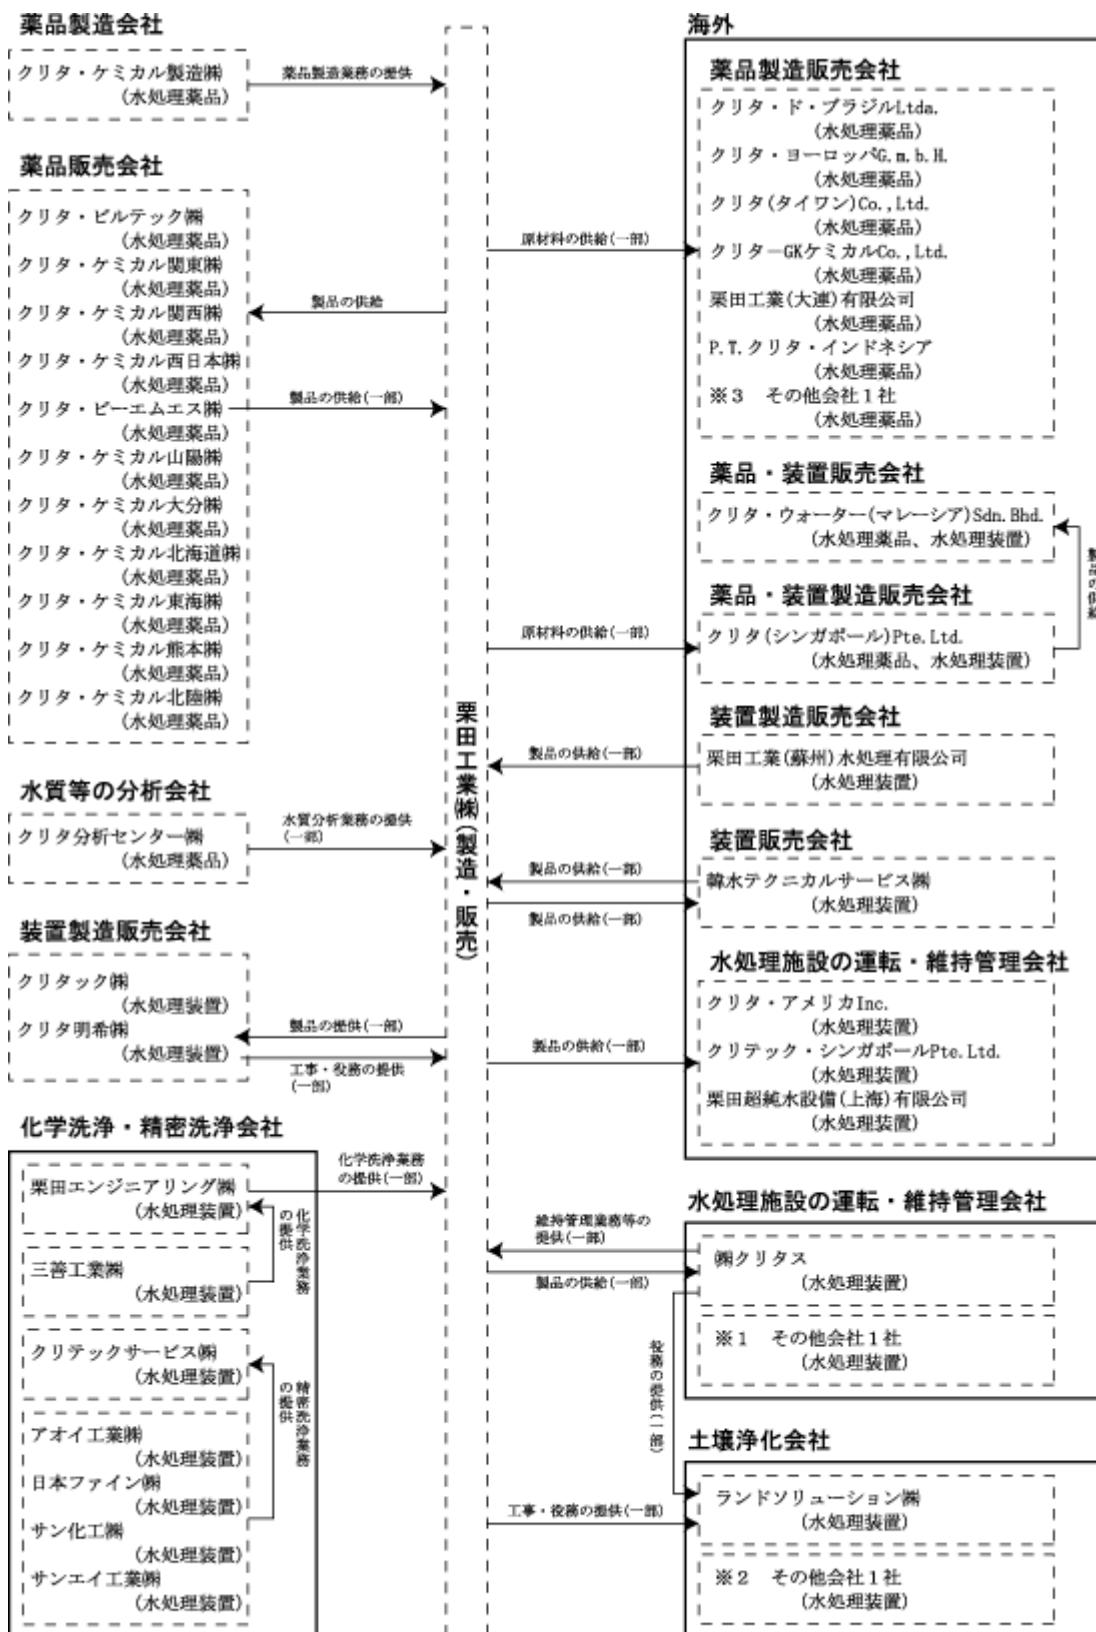 薬品製造会社
クリタ・ケミカル製造㈱
(水処理薬品)
薬品製造業務の提供
薬品販売会社
クリタ・ビルテック㈱
(水処理薬品)
クリタ・ケミカル関東㈱
(水処理薬品)
クリタ・ケミカル関西㈱
(水処理薬品)
クリタ・ケミカル西日本㈱
(水処理薬品)
クリタ・ビーエムエス㈱
(水処理薬品)
クリタ・ケミカル山陽㈱
(水処理薬品)
クリタ・ケミカル大分㈱
(水処理薬品)
クリタ・ケミカル北海道㈱
(水処理薬品)
クリタ・ケミカル東海㈱
(水処理薬品)
クリタ・ケミカル熊本㈱
(水処理薬品)
クリタ・ケミカル北陸㈱
(水処理薬品)
製品の供給
製品の供給(一部)
水質等の分析会社
クリタ分析センター㈱
(水処理薬品)
水質分析業務の提供
(一部)
装置製造販売会社
クリタック㈱
(水処理装置)
クリタ明希㈱
(水処理装置)
製品の提供(一部)
工事・役務の提供
(一部)
化学洗浄・精密洗浄会社
栗田エンジニアリング㈱
(水処理装置)
化学洗浄業務
の提供(一部)
三善工業㈱
(水処理装置)
化学洗浄業務
の提供
クリテックサービス㈱
(水処理装置)
精密洗浄業務
の提供
アオイ工業㈱
(水処理装置)
日本ファイン㈱
(水処理装置)
サン化工㈱
(水処理装置)
サンエイ工業㈱
(水処理装置)
栗田工業㈱(製造・販売)
海外
薬品製造販売会社
クリタ・ド・ブラジルLtda.
(水処理薬品)
クリタ・ヨーロッパG.m.b.H.
(水処理薬品)
クリタ(タイワン)Co.,Ltd.
(水処理薬品)
クリタ－GKケミカルCo.,Ltd.
(水処理薬品)
栗田工業(大連)有限公司
(水処理薬品)
P.T.クリタ・インドネシア
(水処理薬品)
※3 その他会社1社
(水処理薬品)
原材料の供給(一部)
薬品・装置販売会社
クリタ・ウォーター(マレーシア)Sdn.Bhd.
(水処理薬品、水処理装置)
製品の供給
薬品・装置製造販売会社
クリタ(シンガポール)Pte.Ltd.
(水処理薬品、水処理装置)
原材料の供給(一部)
装置製造販売会社
栗田工業(蘇州)水処理有限公司
(水処理装置)
製品の供給(一部)
装置販売会社
韓水テクニカルサービス㈱
(水処理装置)
製品の供給(一部)
製品の供給(一部)
水処理施設の運転・維持管理会社
クリタ・アメリカInc.
(水処理装置)
クリテック・シンガポールPte.Ltd.
(水処理装置)
栗田超純水設備(上海)有限公司
(水処理装置)
製品の供給(一部)
水処理施設の運転・維持管理会社
㈱クリタス
(水処理装置)
維持管理業務等の
提供(一部)
製品の供給(一部)
※1 その他会社1社
(水処理装置)
役務の提供(一部)
土壌浄化会社
ランドソリューション㈱
(水処理装置)
工事・役務の提供(一部)
※2 その他会社1社
(水処理装置)